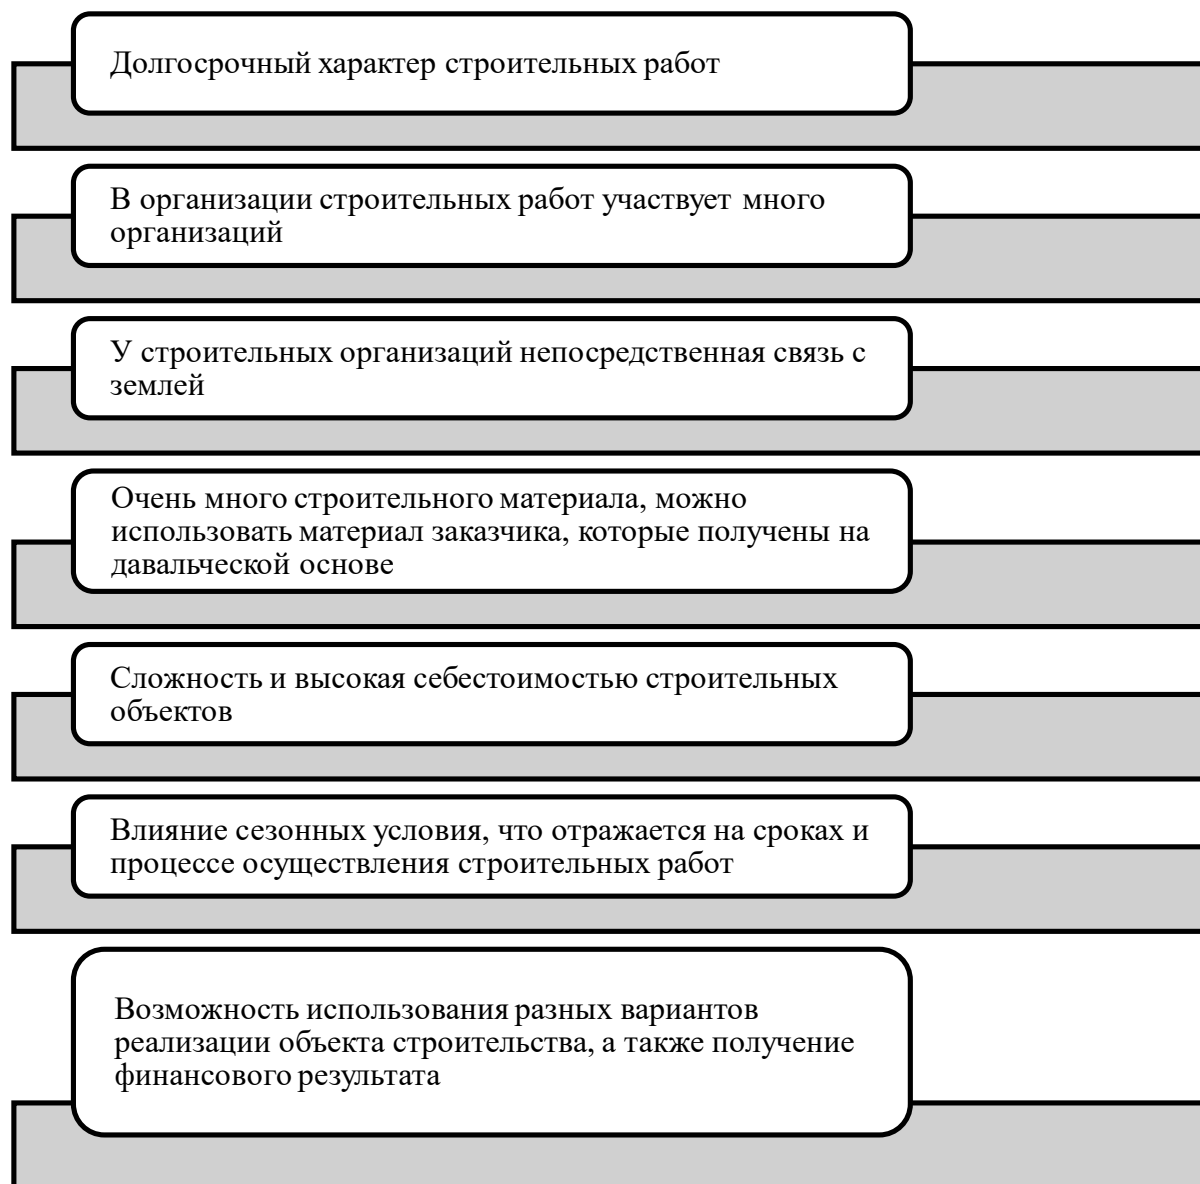 Долгосрочный характер строительных работ
В организации строительных работ участвует много
организаций
У строительных организаций непосредственная связь с
землей
Очень много строительного материала, можно
использовать материал заказчика, которые получены на
давальческой основе
Сложность и высокая себестоимостью строительных
объектов
Влияние сезонных условия, что отражается на сроках и
процессе осуществления строительных работ
Возможность использования разных вариантов
реализации объекта строительства, а также получение
финансового результата